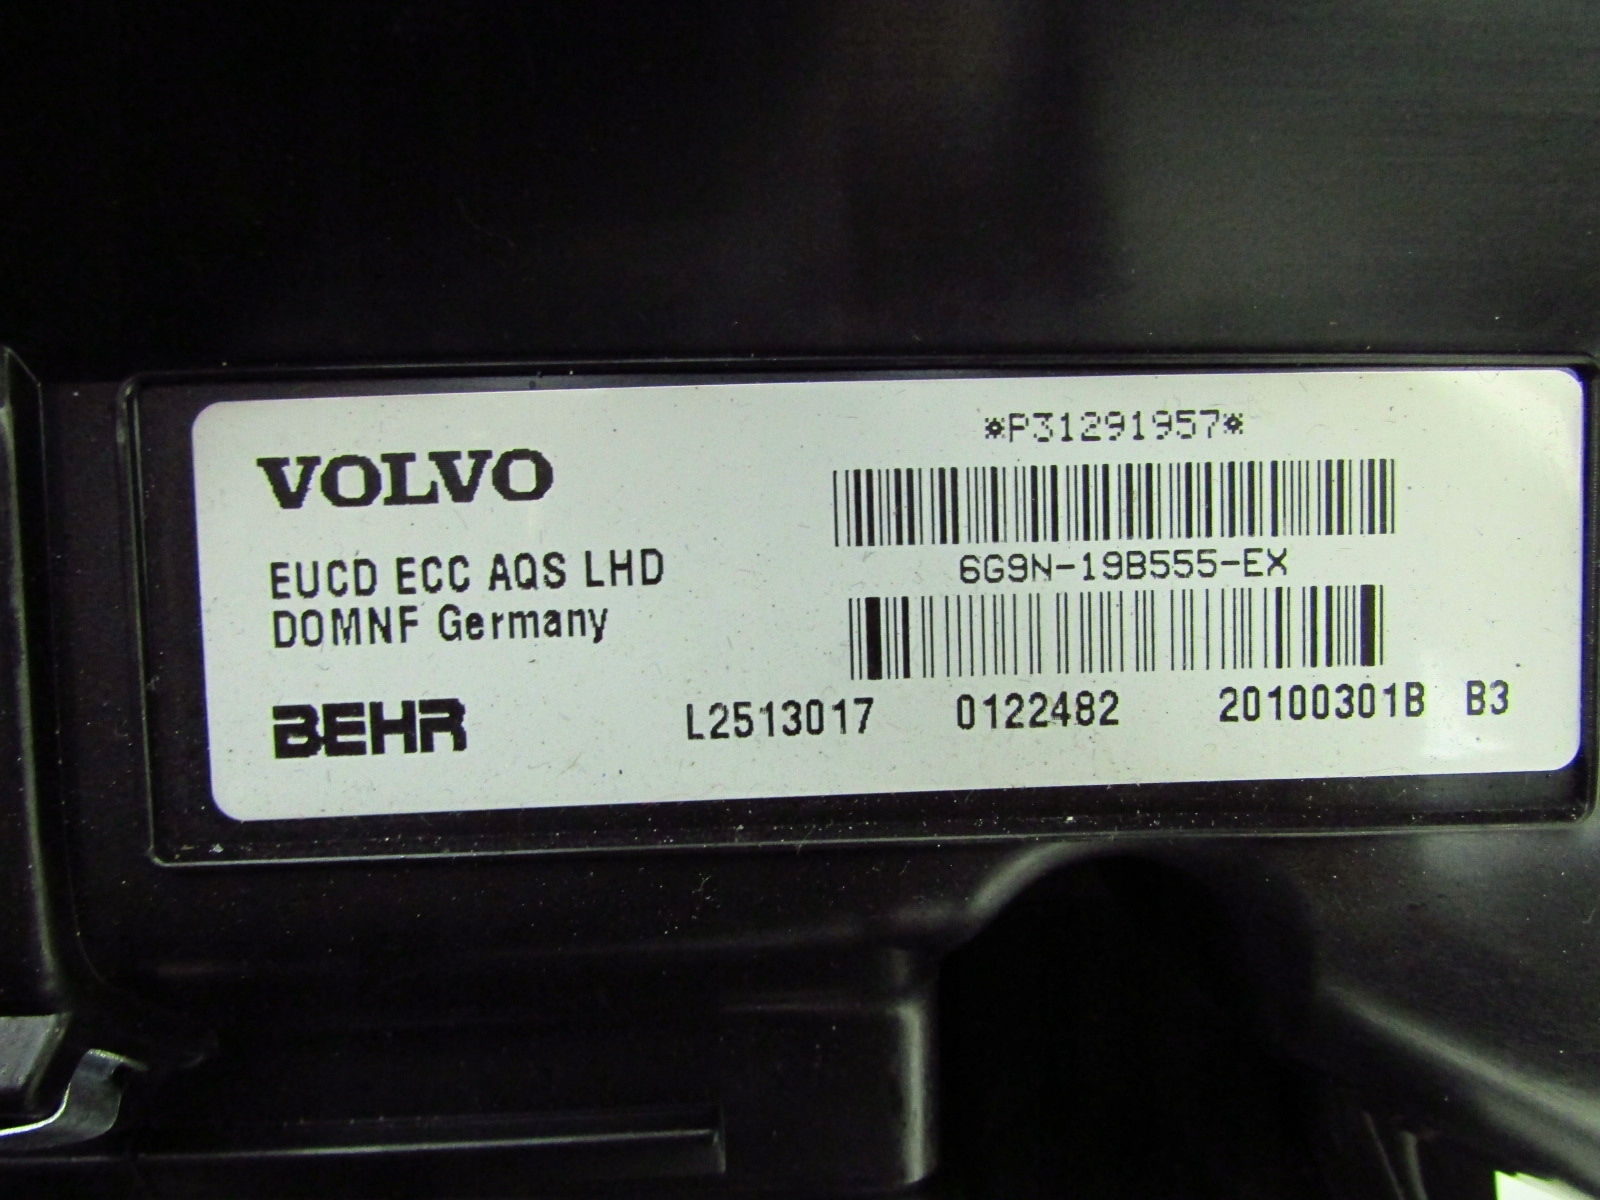 VOLVO
*P31291957*
EUCD ECC AQS LHD
6G9N-19B555-EX
DOMNF Germany
BEHR L2513017 0122482 20100301B B3